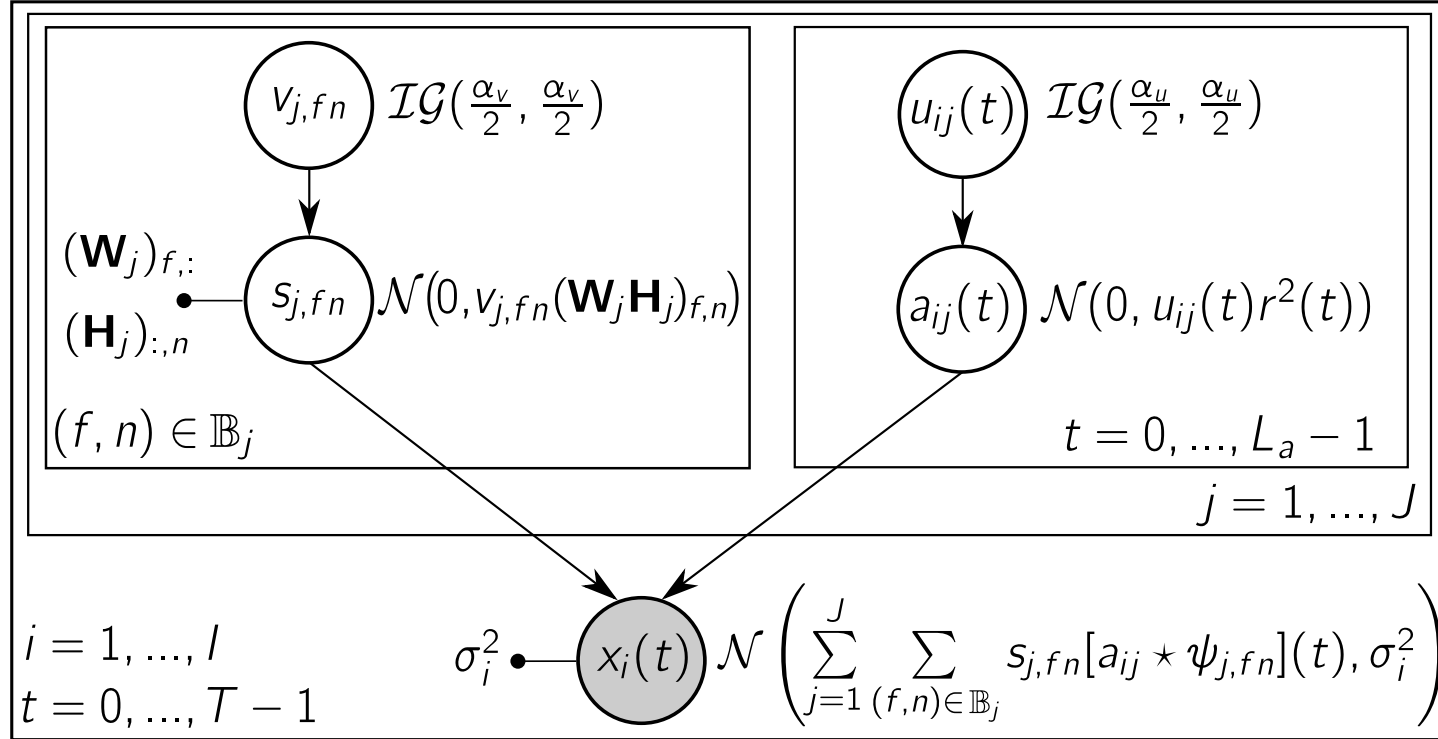 v_{j,fn} IG(α_v/2, α_v/2)
u_{ij}(t) IG(α_u/2, α_u/2)
(W_j)_{f,:}
(H_j)_{:,n}
s_{j,fn} N(0, v_{j,fn}(W_jH_j)_{f,n})
a_{ij}(t) N(0, u_{ij}(t)r^2(t))
(f, n) ∈ 𝔹_j
t = 0, ..., L_a − 1
j = 1, ..., J
i = 1, ..., I
t = 0, ..., T − 1
σ_i^2
x_i(t) N(∑_{j=1}^{J} ∑_{(f,n)∈𝔹_j} s_{j,fn}[a_{ij} ⋆ ψ_{j,fn}](t), σ_i^2)